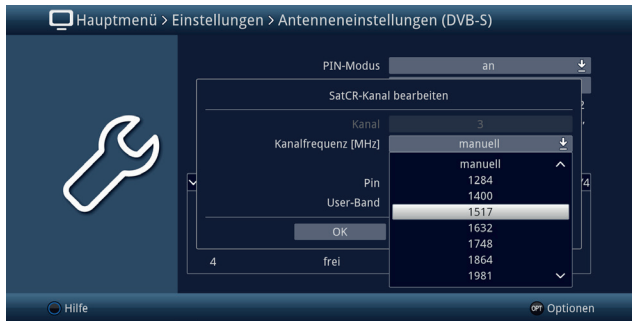 Hauptmenü > Einstellungen > Antenneneinstellungen (DVB-S)
PIN-Modus an
SatCR-Kanal bearbeiten
Kanal 3
Kanalfrequenz [MHz] manuell
manuell
1284
1400
1517
1632
1748
1864
1981
Pin
User-Band
OK
4 frei
Hilfe
OPT Optionen